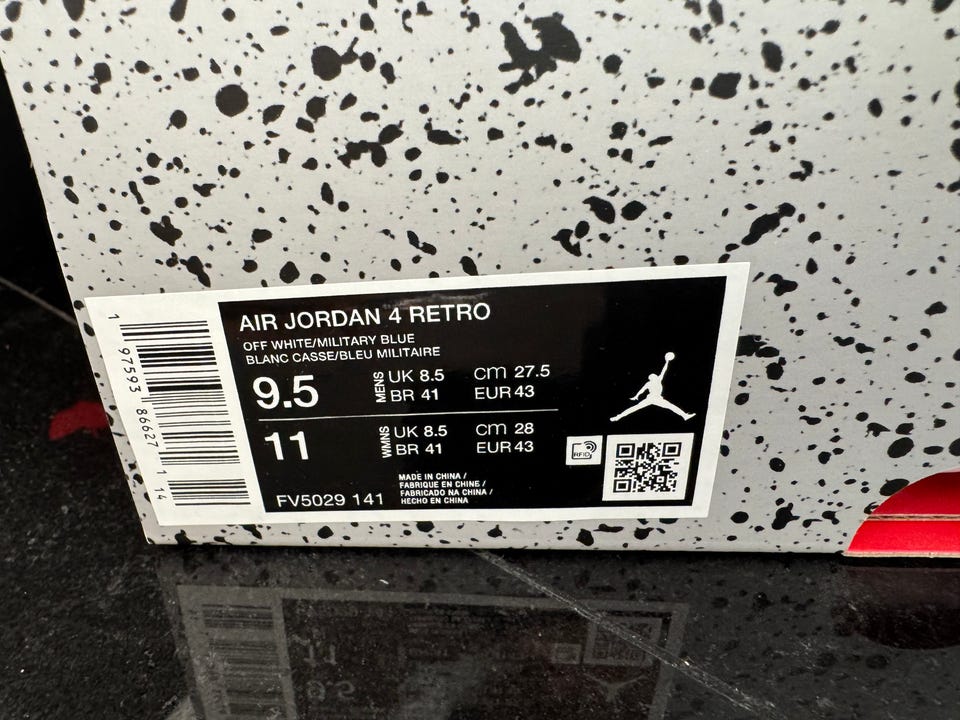 AIR JORDAN 4 RETRO
OFF WHITE/MILITARY BLUE
BLANC CASSE/BLEU MILITAIRE
9.5 MENS UK 8.5 CM 27.5
BR 41 EUR 43
11 WMNS UK 8.5 CM 28
BR 41 EUR 43
FV5029 141
MADE IN CHINA /
FABRIQUE EN CHINE /
FABRICADO NA CHINA /
HECHO EN CHINA
RFID
1 97593 86627 1 14